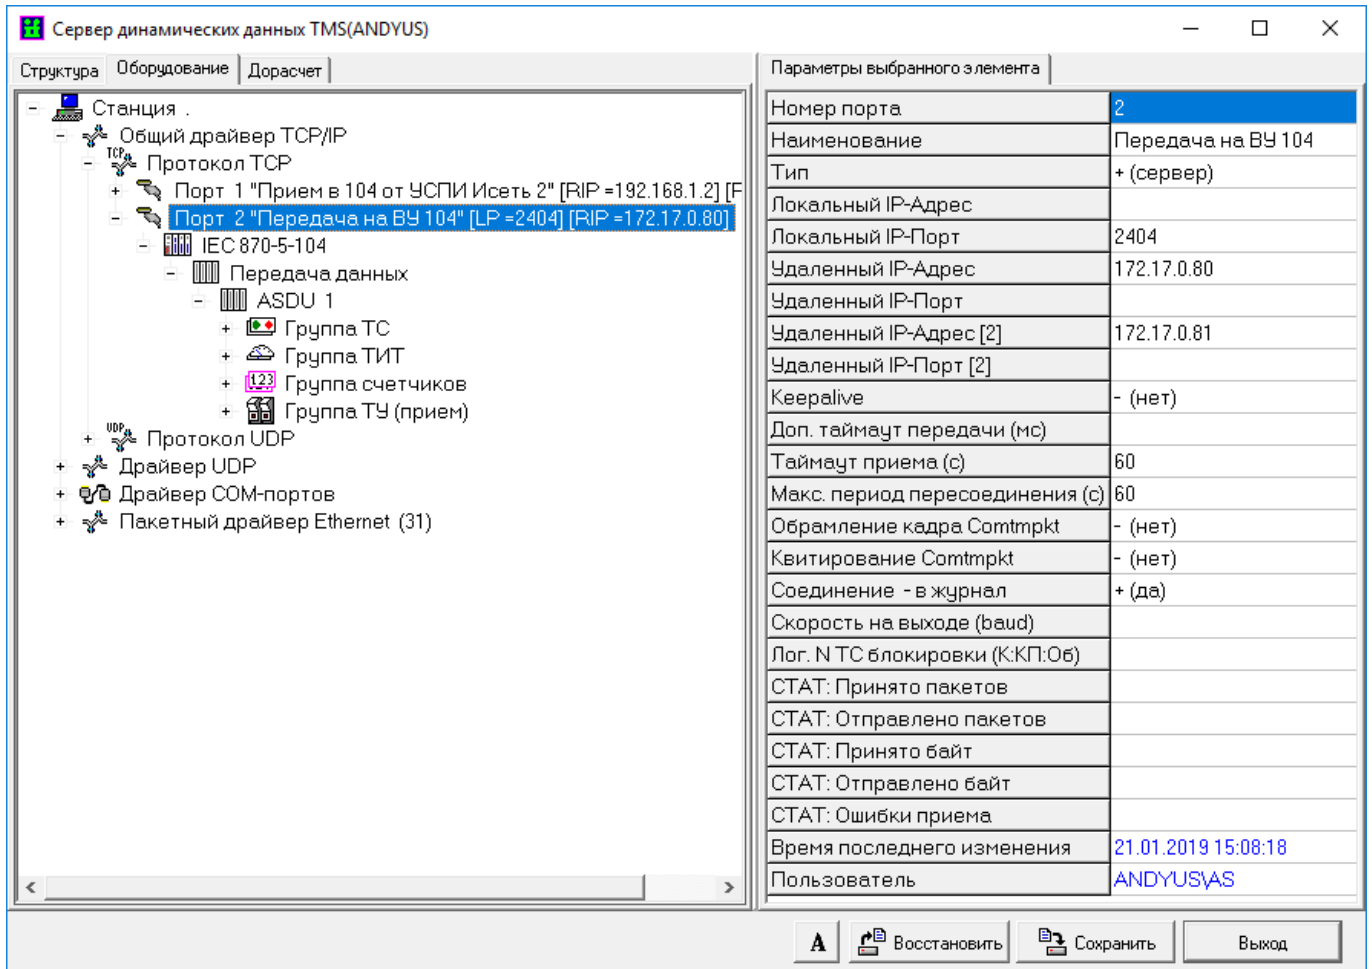 Сервер динамических данных TMS(ANDYUS)
Структура Оборудование Дорасчет
Станция .
Общий драйвер TCP/IP
TCP Протокол TCP
Порт 1 "Прием в 104 от УСПИ Исеть 2" [RIP =192.168.1.2] [F
Порт 2 "Передача на ВУ 104" [LP =2404] [RIP =172.17.0.80]
IEC 870-5-104
Передача данных
ASDU 1
Группа ТС
Группа ТИТ
123 Группа счетчиков
Группа ТУ (прием)
UDP Протокол UDP
Драйвер UDP
Драйвер COM-портов
Пакетный драйвер Ethernet (31)
Параметры выбранного элемента
Номер порта 2
Наименование Передача на ВУ 104
Тип + (сервер)
Локальный IP-Адрес
Локальный IP-Порт 2404
Удаленный IP-Адрес 172.17.0.80
Удаленный IP-Порт
Удаленный IP-Адрес [2] 172.17.0.81
Удаленный IP-Порт [2]
Keepalive - (нет)
Доп. таймаут передачи (мс)
Таймаут приема (с) 60
Макс. период пересоединения (с) 60
Обрамление кадра Comtmpkt - (нет)
Квитирование Comtmpkt - (нет)
Соединение - в журнал + (да)
Скорость на выходе (baud)
Лог. N ТС блокировки (К:КП:Об)
СТАТ: Принято пакетов
СТАТ: Отправлено пакетов
СТАТ: Принято байт
СТАТ: Отправлено байт
СТАТ: Ошибки приема
Время последнего изменения 21.01.2019 15:08:18
Пользователь ANDYUS\AS
A Восстановить Сохранить Выход